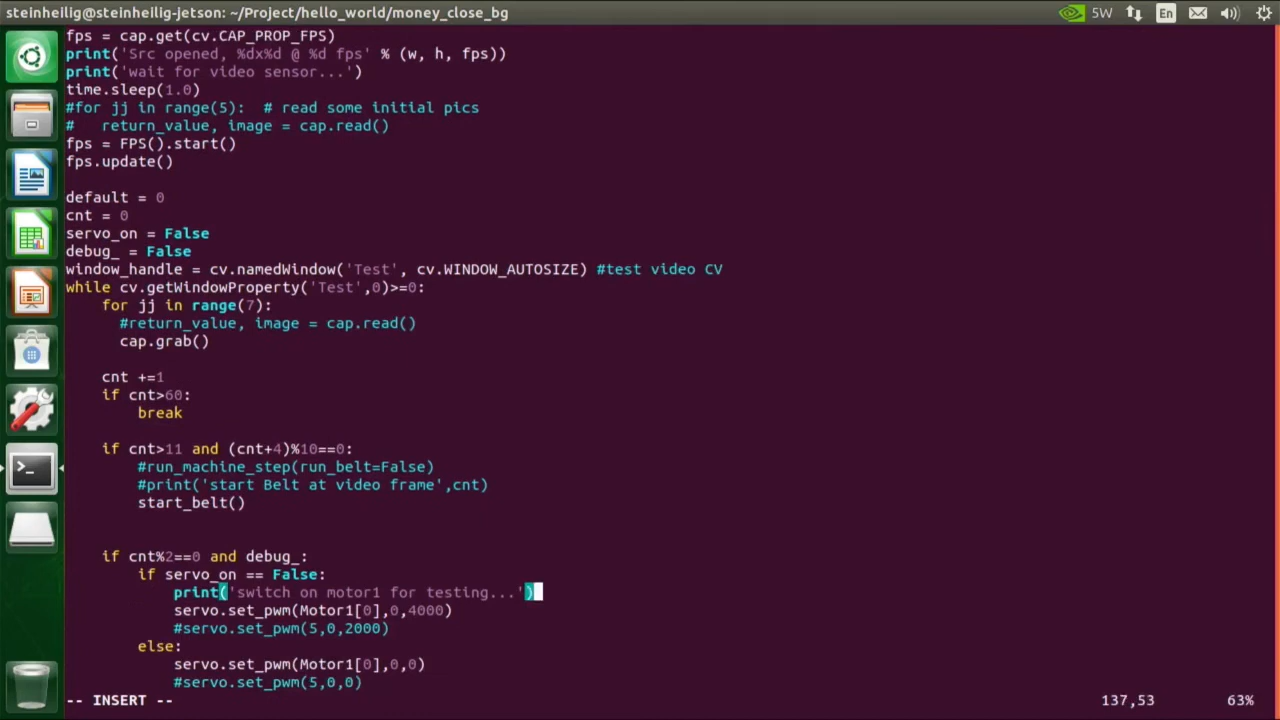 steinheilig@steinheilig-jetson: ~/Project/hello_world/money_close_bg
5W
En
fps = cap.get(cv.CAP_PROP_FPS)
print('Src opened, %dx%d @ %d fps' % (w, h, fps))
print('wait for video sensor...')
time.sleep(1.0)
#for jj in range(5):  # read some initial pics
#   return_value, image = cap.read()
fps = FPS().start()
fps.update()
default = 0
cnt = 0
servo_on = False
debug_ = False
window_handle = cv.namedWindow('Test', cv.WINDOW_AUTOSIZE) #test video CV
while cv.getWindowProperty('Test',0)>=0:
    for jj in range(7):
      #return_value, image = cap.read()
      cap.grab()
    cnt +=1
    if cnt>60:
        break
    if cnt>11 and (cnt+4)%10==0:
        #run_machine_step(run_belt=False)
        #print('start Belt at video frame',cnt)
        start_belt()
    if cnt%2==0 and debug_:
        if servo_on == False:
            print('switch on motor1 for testing...')
            servo.set_pwm(Motor1[0],0,4000)
            #servo.set_pwm(5,0,2000)
        else:
            servo.set_pwm(Motor1[0],0,0)
            #servo.set_pwm(5,0,0)
-- INSERT --
137,53
63%